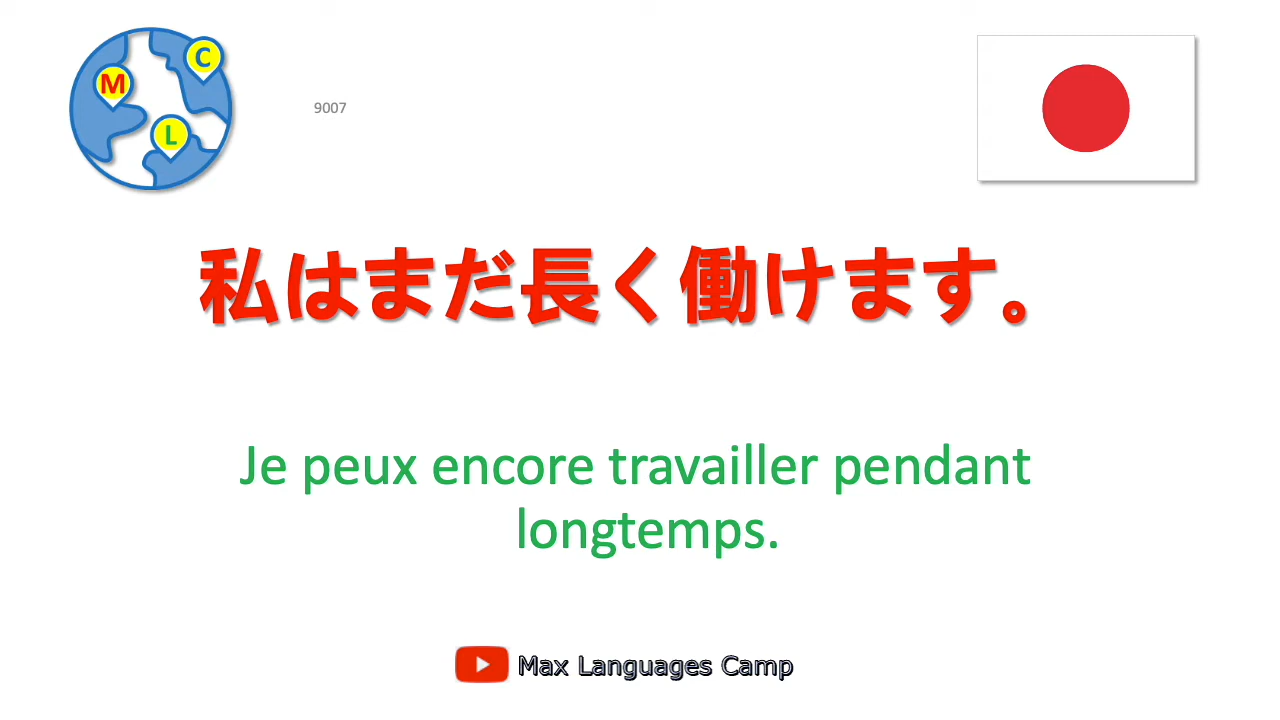 C
M
L
9007
私はまだ長く働けます。
Je peux encore travailler pendant
longtemps.
Max Languages Camp